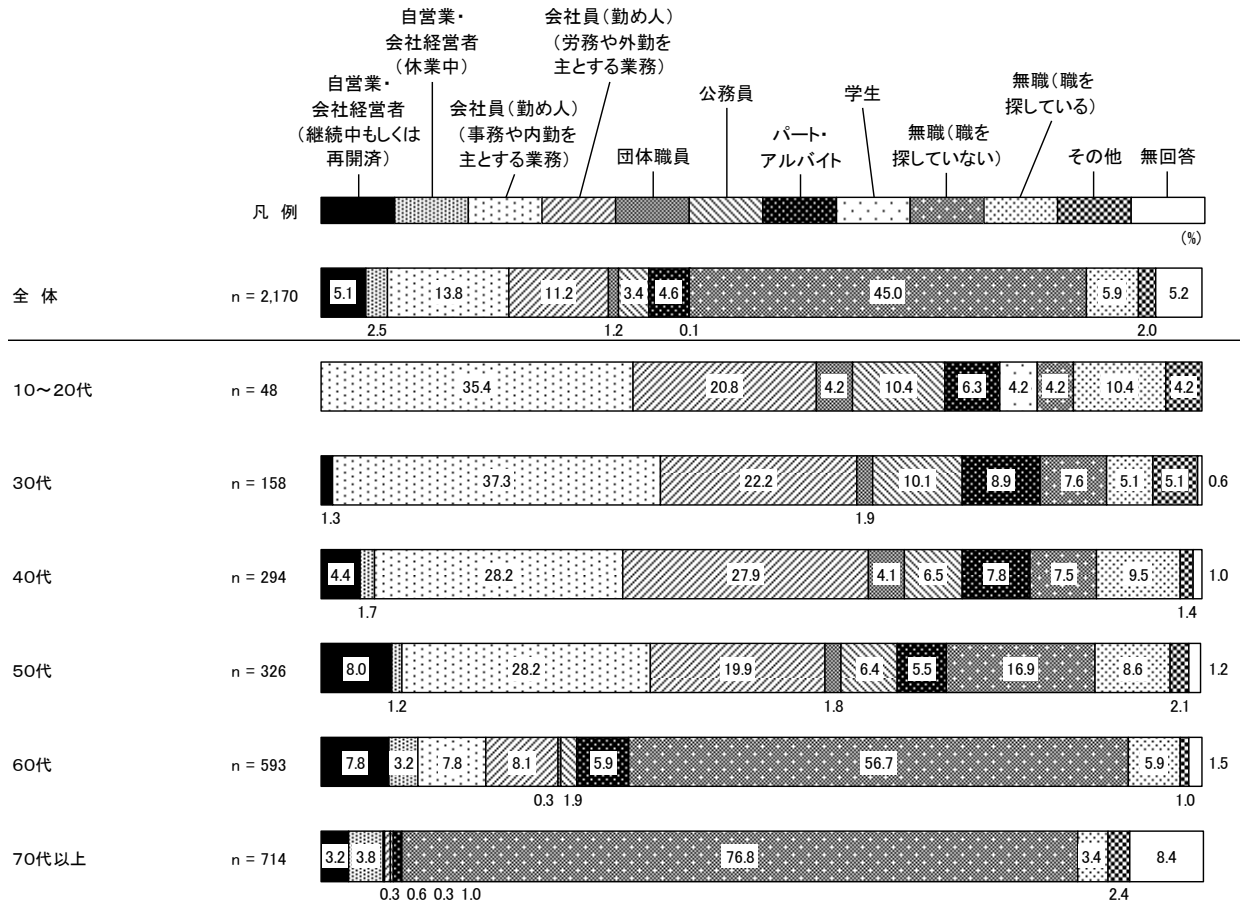 自営業・
会社経営者
(継続中もしくは
再開済)
自営業・
会社経営者
(休業中)
会社員(勤め人)
(事務や内勤を
主とする業務)
会社員(勤め人)
(労務や外勤を
主とする業務)
団体職員
公務員
パート・
アルバイト
学生
無職(職を
探していない)
無職(職を
探している)
その他
無回答
凡 例
(%)
全 体 n = 2,170 5.1 13.8 11.2 3.4 4.6 45.0 5.9 5.2
2.5 1.2 0.1 2.0
10~20代 n = 48 35.4 20.8 4.2 10.4 6.3 4.2 4.2 10.4 4.2
30代 n = 158 37.3 22.2 10.1 8.9 7.6 5.1 5.1 0.6
1.3 1.9
40代 n = 294 4.4 28.2 27.9 4.1 6.5 7.8 7.5 9.5 1.0
1.7 1.4
50代 n = 326 8.0 28.2 19.9 6.4 5.5 16.9 8.6 1.2
1.2 1.8 2.1
60代 n = 593 7.8 3.2 7.8 8.1 5.9 56.7 5.9 1.5
0.3 1.9 1.0
70代以上 n = 714 3.2 3.8 76.8 3.4 8.4
0.3 0.6 0.3 1.0 2.4